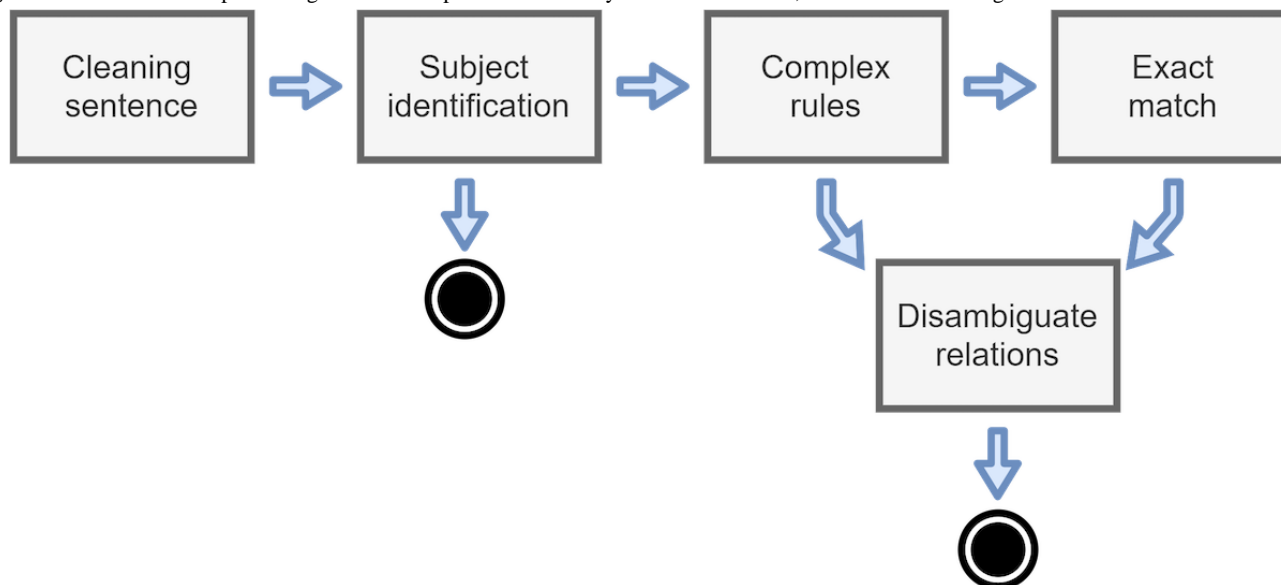 Cleaning
sentence
Subject
identification
Complex
rules
Exact
match
Disambiguate
relations